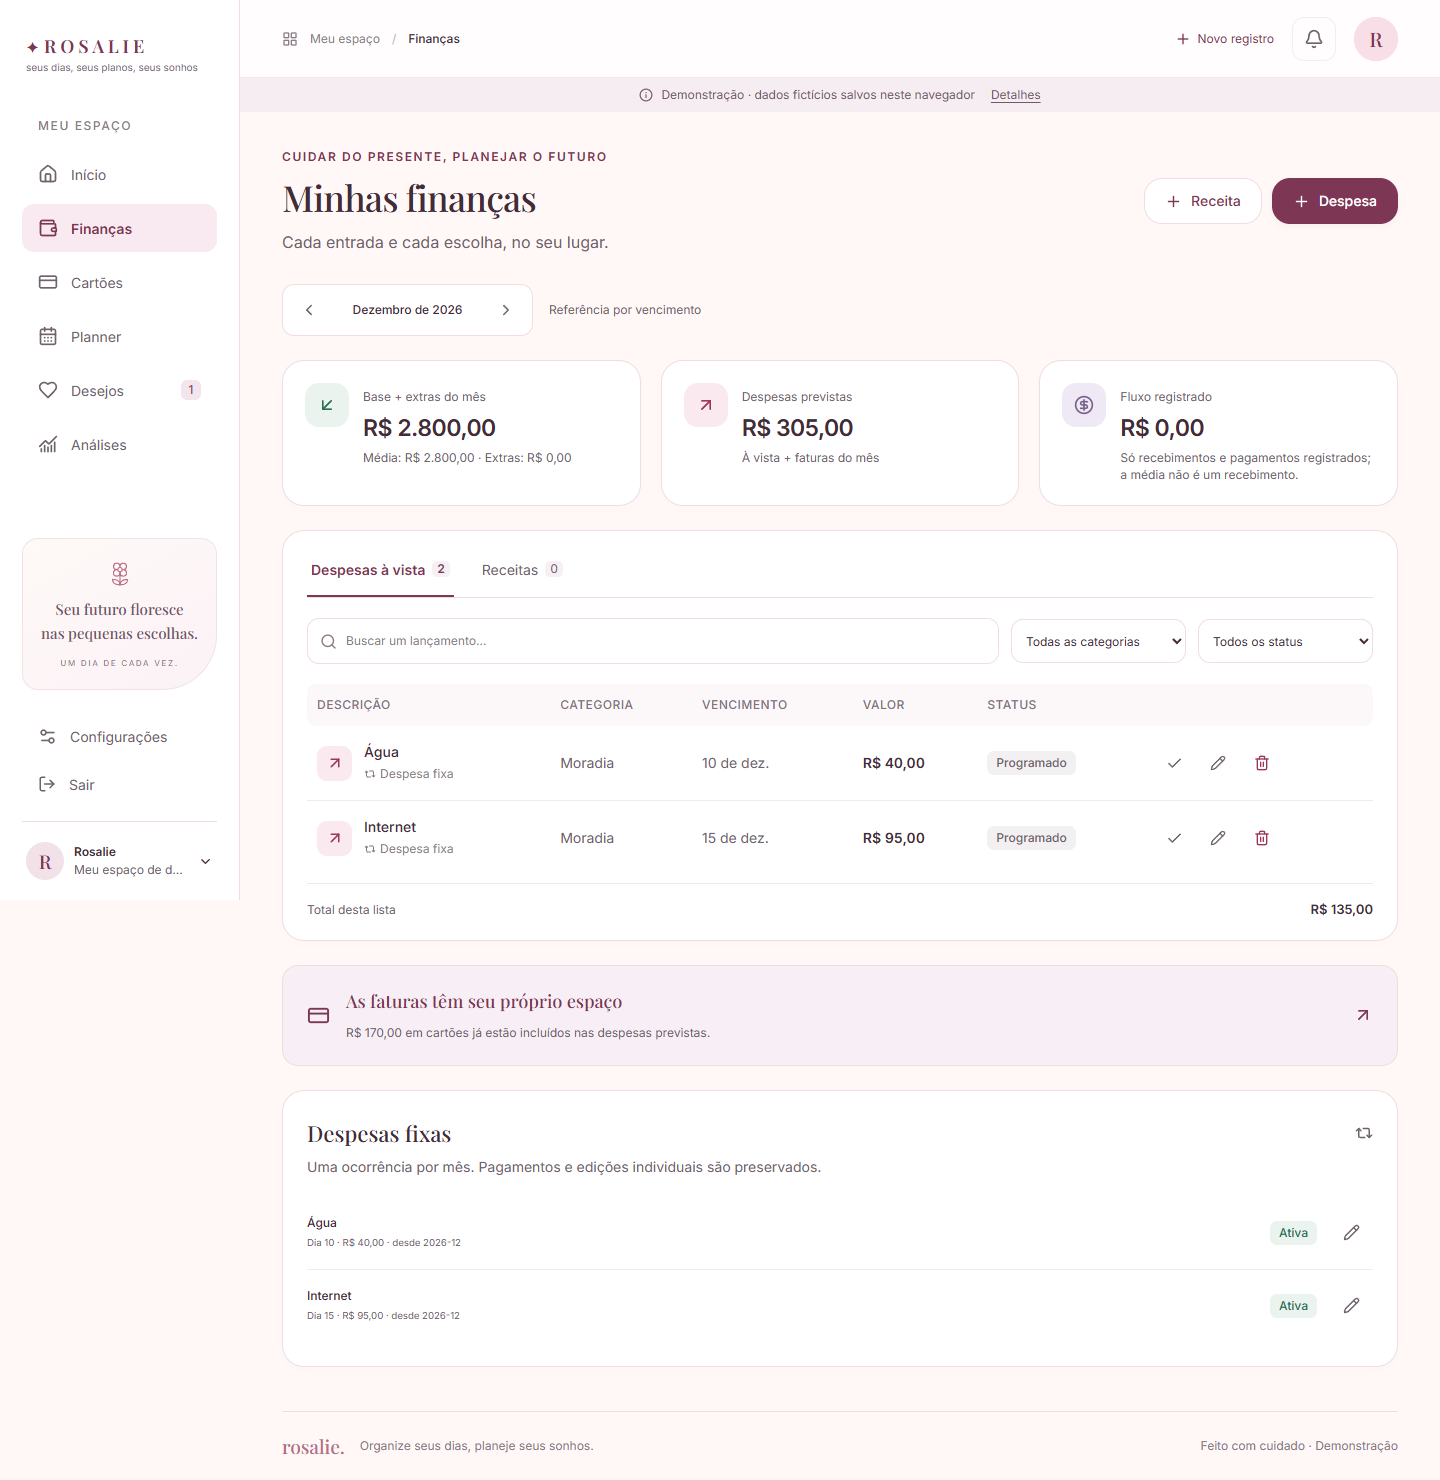 ROSALIE
seus dias, seus planos, seus sonhos
MEU ESPAÇO
Início
Finanças
Cartões
Planner
Desejos 1
Análises
Seu futuro floresce
nas pequenas escolhas.
UM DIA DE CADA VEZ.
Configurações
Sair
R
Rosalie
Meu espaço de d...
Meu espaço / Finanças
Novo registro
R
Demonstração · dados fictícios salvos neste navegador Detalhes
CUIDAR DO PRESENTE, PLANEJAR O FUTURO
Minhas finanças
Cada entrada e cada escolha, no seu lugar.
Receita
Despesa
Dezembro de 2026
Referência por vencimento
Base + extras do mês
R$ 2.800,00
Média: R$ 2.800,00 · Extras: R$ 0,00
Despesas previstas
R$ 305,00
À vista + faturas do mês
Fluxo registrado
R$ 0,00
Só recebimentos e pagamentos registrados;
a média não é um recebimento.
Despesas à vista 2
Receitas 0
Buscar um lançamento...
Todas as categorias
Todos os status
DESCRIÇÃO CATEGORIA VENCIMENTO VALOR STATUS
Água
Despesa fixa
Moradia 10 de dez. R$ 40,00 Programado
Internet
Despesa fixa
Moradia 15 de dez. R$ 95,00 Programado
Total desta lista R$ 135,00
As faturas têm seu próprio espaço
R$ 170,00 em cartões já estão incluídos nas despesas previstas.
Despesas fixas
Uma ocorrência por mês. Pagamentos e edições individuais são preservados.
Água
Dia 10 · R$ 40,00 · desde 2026-12
Ativa
Internet
Dia 15 · R$ 95,00 · desde 2026-12
Ativa
rosalie. Organize seus dias, planeje seus sonhos.
Feito com cuidado · Demonstração